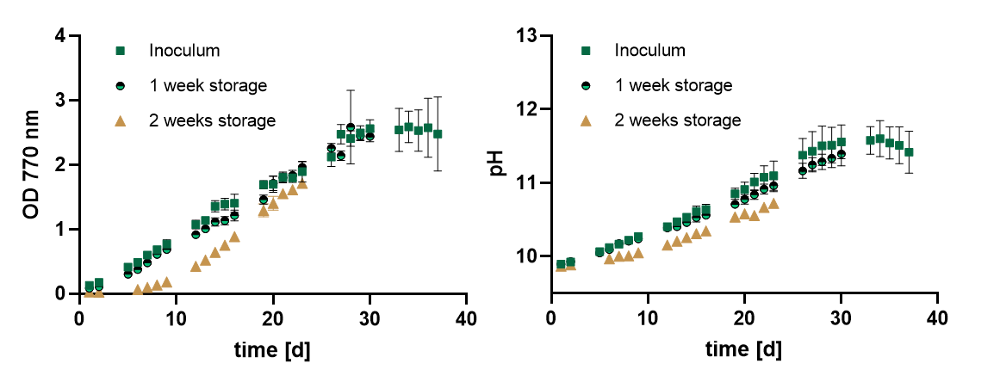 4
3
2
1
0
OD 770 nm
Inoculum
1 week storage
2 weeks storage
0 10 20 30 40
time [d]
13
12
11
10
pH
Inoculum
1 week storage
2 weeks storage
0 10 20 30 40
time [d]